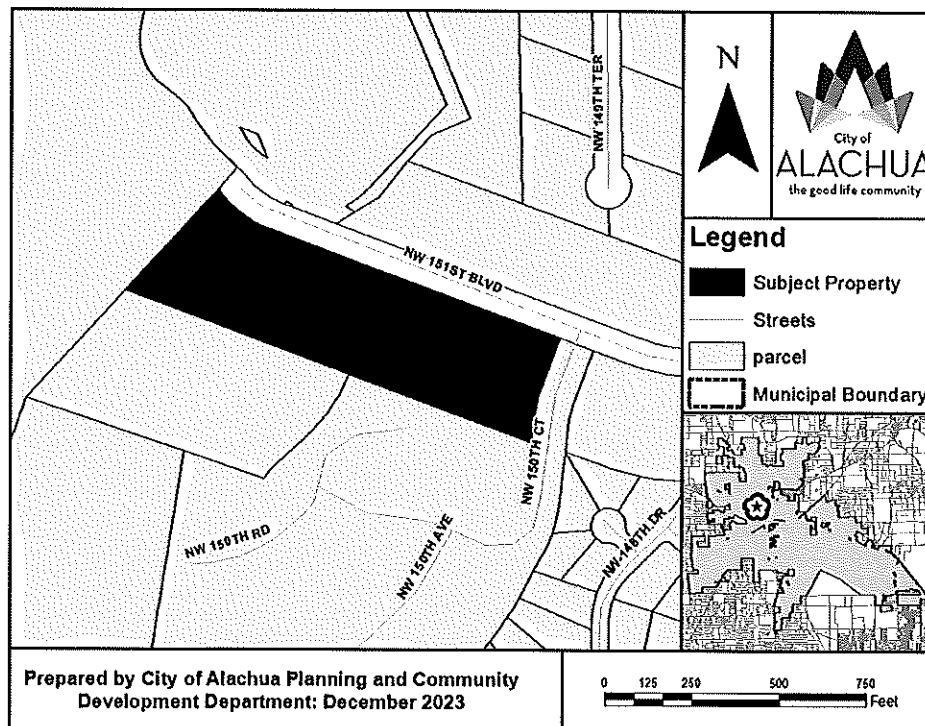 NW 149TH TER
NW 151ST BLVD
NW 150TH CT
NW 150TH RD
NW 150TH AVE
NW 148TH DR
N
City of
ALACHUA
the good life community
Legend
Subject Property
Streets
parcel
Municipal Boundary
Prepared by City of Alachua Planning and Community
Development Department: December 2023
0 125 250 500 750
Feet